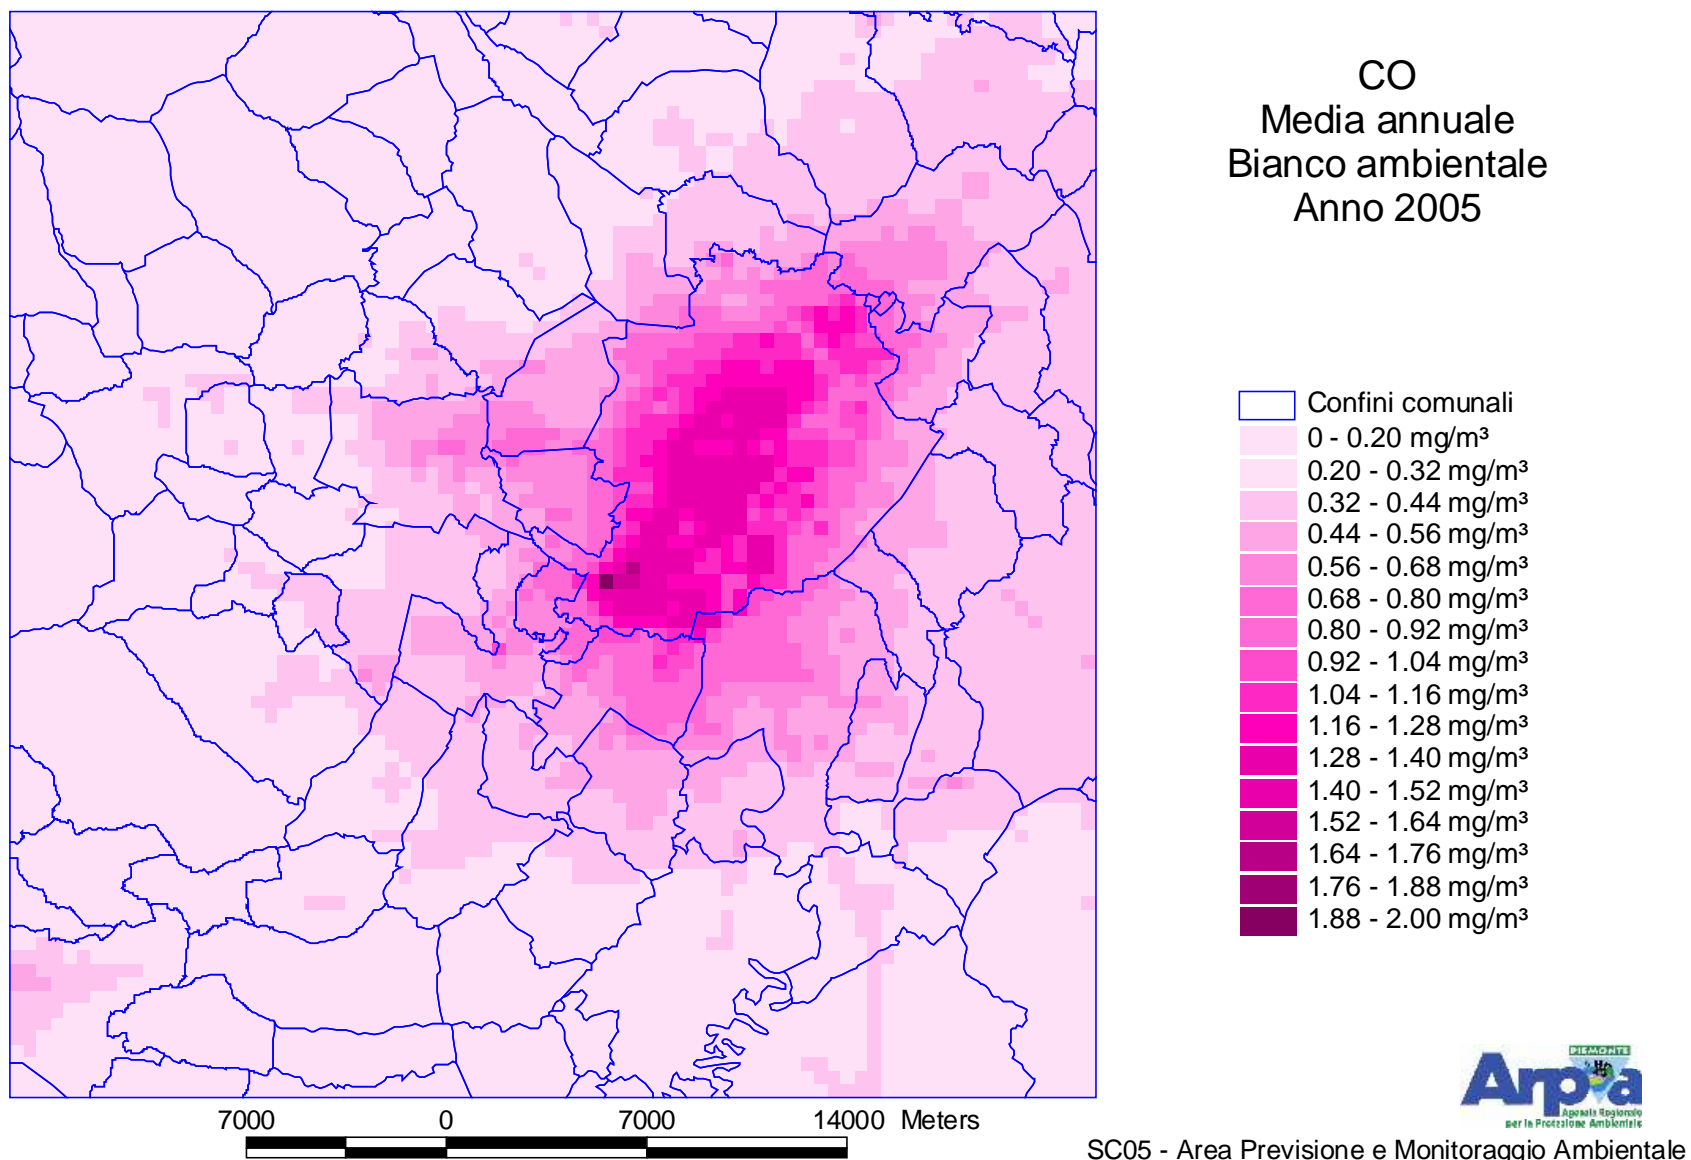 CO
Media annuale
Bianco ambientale
Anno 2005
Confini comunali
0 - 0.20 mg/m³
0.20 - 0.32 mg/m³
0.32 - 0.44 mg/m³
0.44 - 0.56 mg/m³
0.56 - 0.68 mg/m³
0.68 - 0.80 mg/m³
0.80 - 0.92 mg/m³
0.92 - 1.04 mg/m³
1.04 - 1.16 mg/m³
1.16 - 1.28 mg/m³
1.28 - 1.40 mg/m³
1.40 - 1.52 mg/m³
1.52 - 1.64 mg/m³
1.64 - 1.76 mg/m³
1.76 - 1.88 mg/m³
1.88 - 2.00 mg/m³
PIEMONTE
Arpa
Agenzia Regionale
per la Protezione Ambientale
7000 0 7000 14000 Meters
SC05 - Area Previsione e Monitoraggio Ambientale